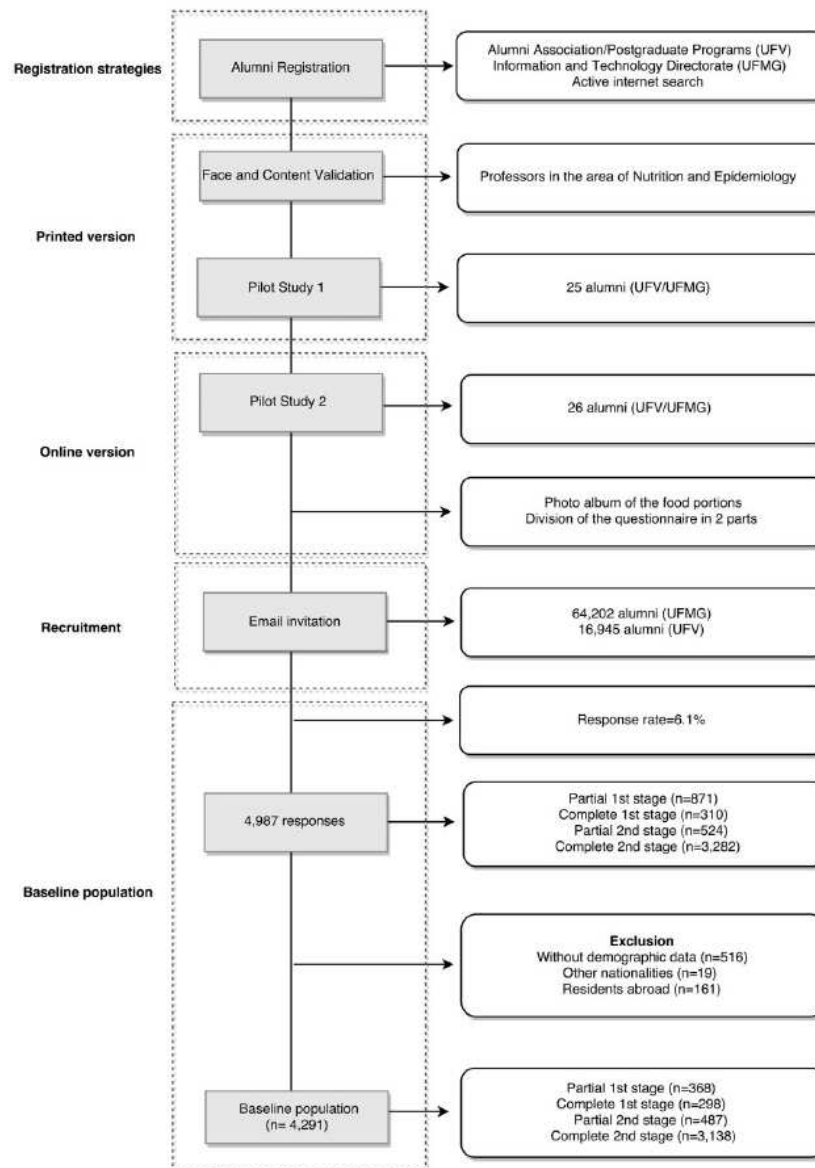 Registration strategies
Alumni Registration
Alumni Association/Postgraduate Programs (UFV)
Information and Technology Directorate (UFMG)
Active internet search
Printed version
Face and Content Validation
Professors in the area of Nutrition and Epidemiology
Pilot Study 1
25 alumni (UFV/UFMG)
Online version
Pilot Study 2
26 alumni (UFV/UFMG)
Photo album of the food portions
Division of the questionnaire in 2 parts
Recruitment
Email invitation
64,202 alumni (UFMG)
16,945 alumni (UFV)
Response rate=6.1%
Baseline population
4,987 responses
Partial 1st stage (n=871)
Complete 1st stage (n=310)
Partial 2nd stage (n=524)
Complete 2nd stage (n=3,282)
Exclusion
Without demographic data (n=516)
Other nationalities (n=19)
Residents abroad (n=161)
Baseline population
(n= 4,291)
Partial 1st stage (n=368)
Complete 1st stage (n=298)
Partial 2nd stage (n=487)
Complete 2nd stage (n=3,138)